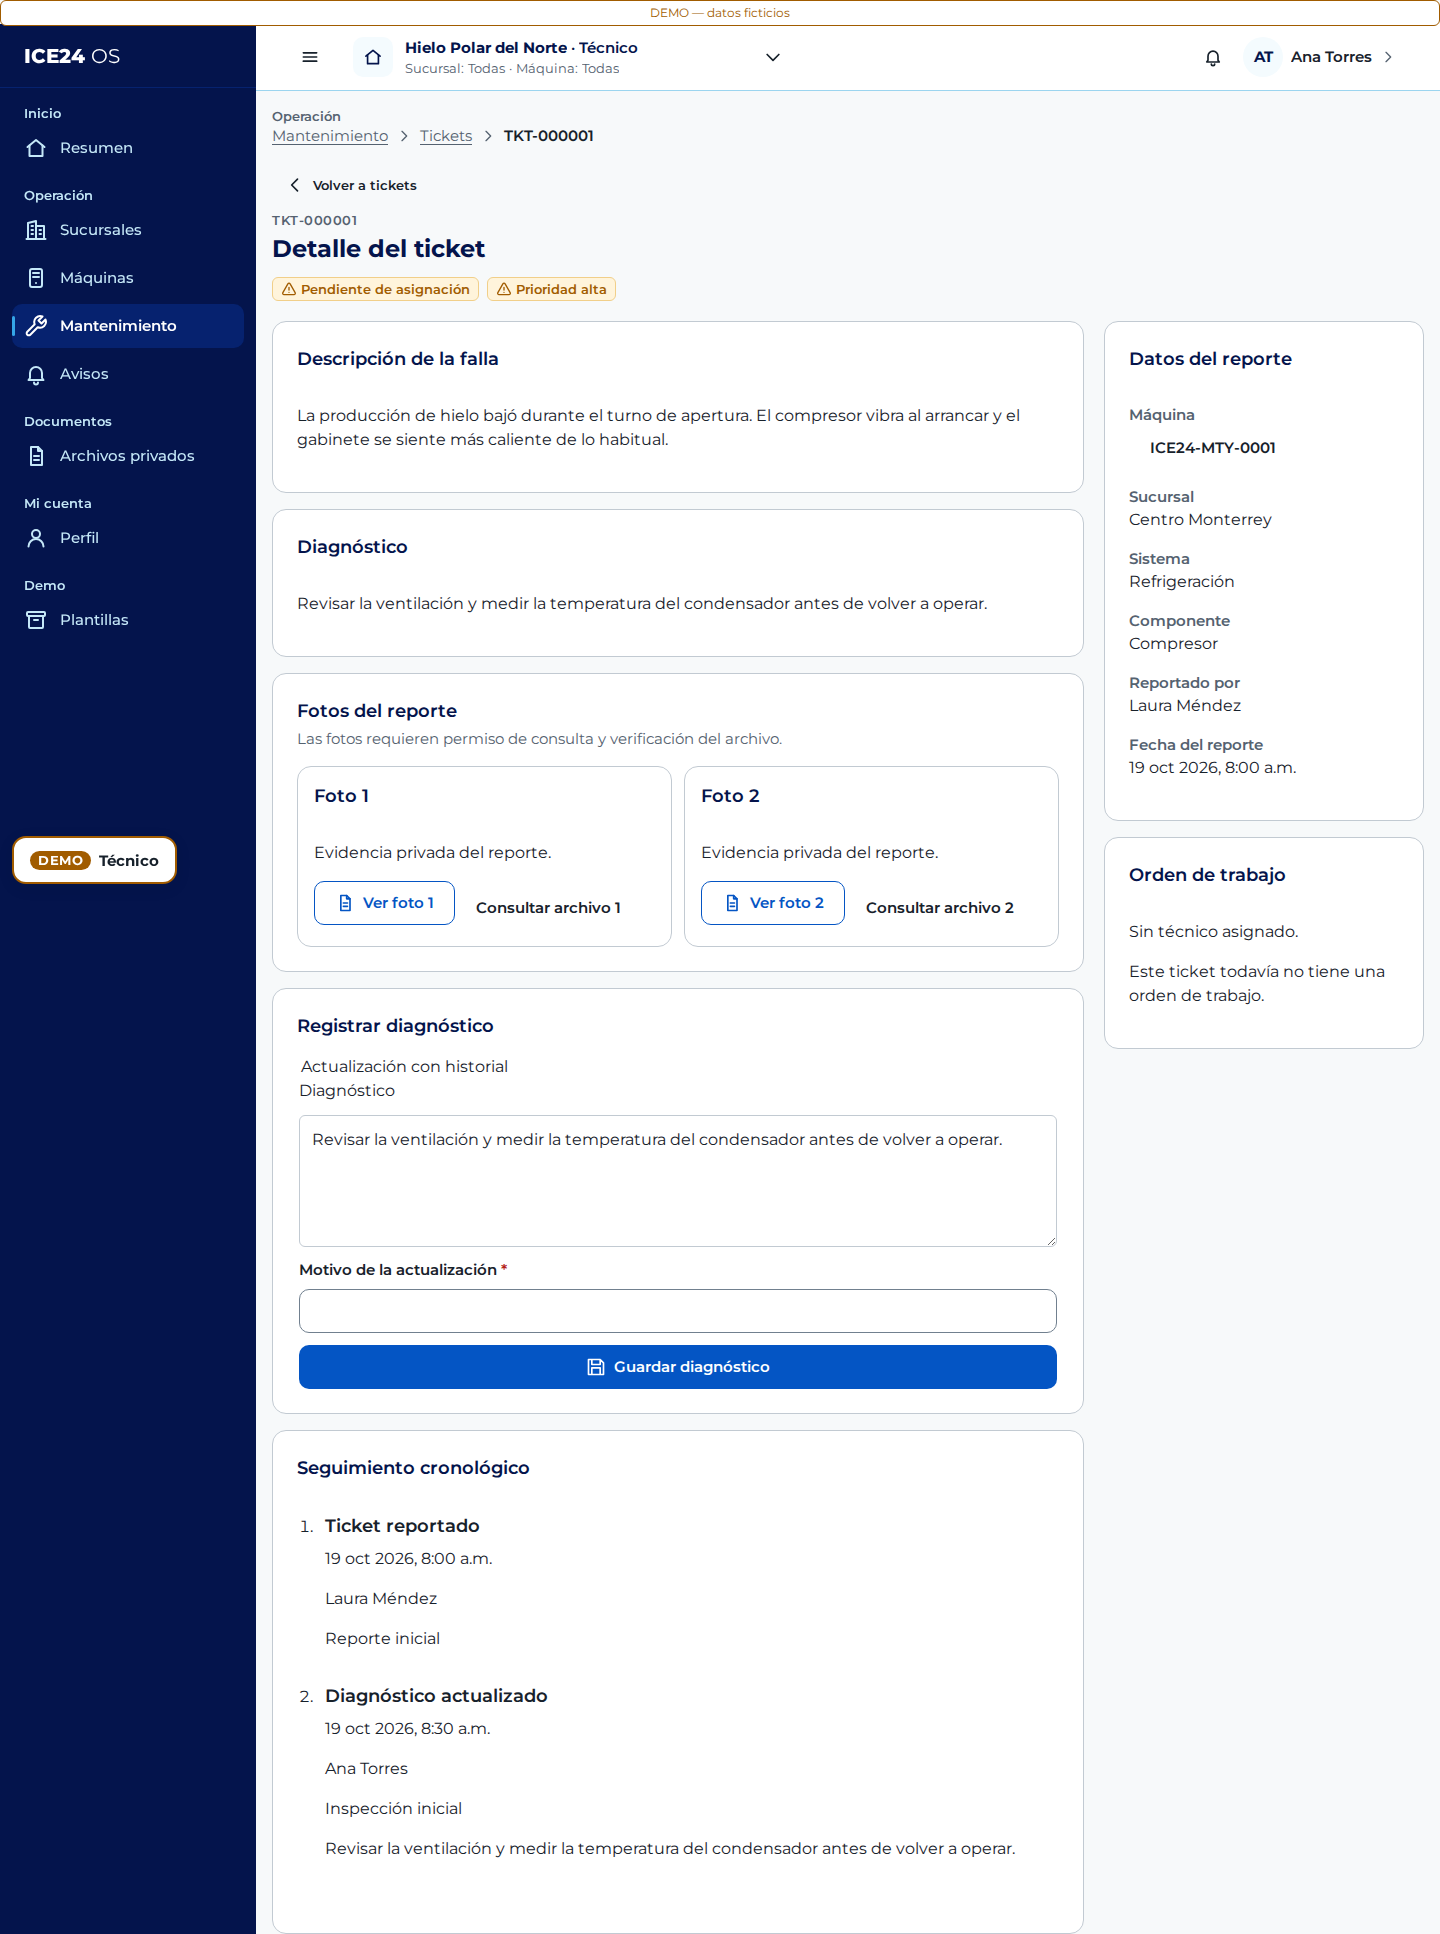 DEMO — datos ficticios
ICE24 OS
Inicio
Resumen
Operación
Sucursales
Máquinas
Mantenimiento
Avisos
Documentos
Archivos privados
Mi cuenta
Perfil
Demo
Plantillas
DEMO Técnico
Hielo Polar del Norte · Técnico
Sucursal: Todas · Máquina: Todas
AT Ana Torres
Operación
Mantenimiento > Tickets > TKT-000001
Volver a tickets
TKT-000001
Detalle del ticket
Pendiente de asignación
Prioridad alta
Descripción de la falla
La producción de hielo bajó durante el turno de apertura. El compresor vibra al arrancar y el
gabinete se siente más caliente de lo habitual.
Diagnóstico
Revisar la ventilación y medir la temperatura del condensador antes de volver a operar.
Fotos del reporte
Las fotos requieren permiso de consulta y verificación del archivo.
Foto 1
Evidencia privada del reporte.
Ver foto 1
Consultar archivo 1
Foto 2
Evidencia privada del reporte.
Ver foto 2
Consultar archivo 2
Registrar diagnóstico
Actualización con historial
Diagnóstico
Revisar la ventilación y medir la temperatura del condensador antes de volver a operar.
Motivo de la actualización *
Guardar diagnóstico
Seguimiento cronológico
1. Ticket reportado
19 oct 2026, 8:00 a.m.
Laura Méndez
Reporte inicial
2. Diagnóstico actualizado
19 oct 2026, 8:30 a.m.
Ana Torres
Inspección inicial
Revisar la ventilación y medir la temperatura del condensador antes de volver a operar.
Datos del reporte
Máquina
ICE24-MTY-0001
Sucursal
Centro Monterrey
Sistema
Refrigeración
Componente
Compresor
Reportado por
Laura Méndez
Fecha del reporte
19 oct 2026, 8:00 a.m.
Orden de trabajo
Sin técnico asignado.
Este ticket todavía no tiene una
orden de trabajo.